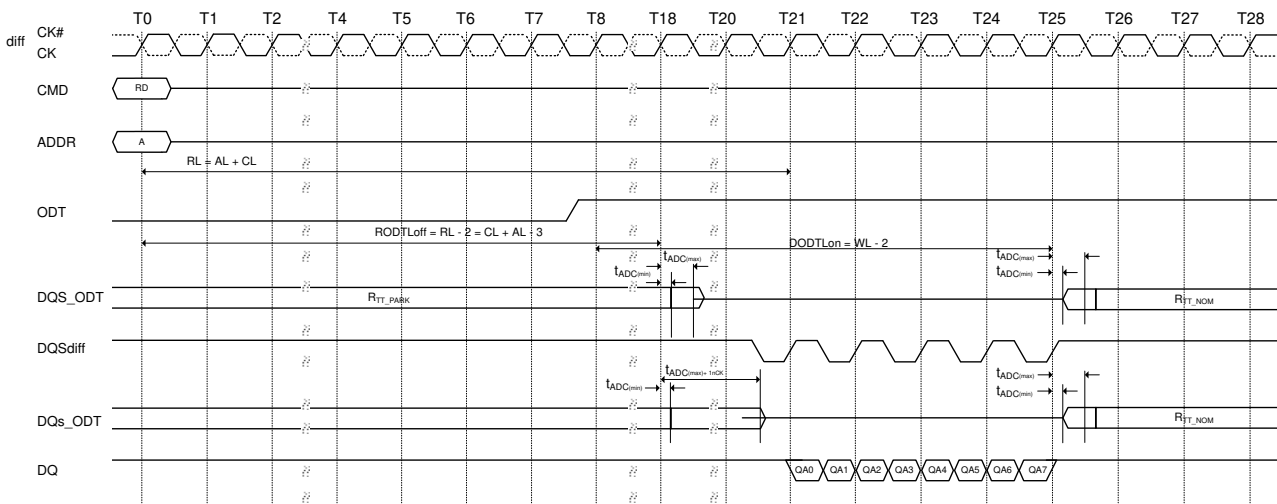 T0 T1 T2 T4 T5 T6 T7 T8 T18 T20 T21 T22 T23 T24 T25 T26 T27 T28
diff CK#
CK
CMD RD
ADDR A
RL = AL + CL
ODT
RODTLoff = RL - 2 = CL + AL - 3
DODTLon = WL - 2
tADC(max) tADC(max)
tADC(min) tADC(min)
DQS_ODT RTT_PARK RTT_NOM
DQSdiff
tADC(max)+ 1nCK tADC(max)
tADC(min) tADC(min)
DQs_ODT RTT_NOM
DQ QA0 QA1 QA2 QA3 QA4 QA5 QA6 QA7